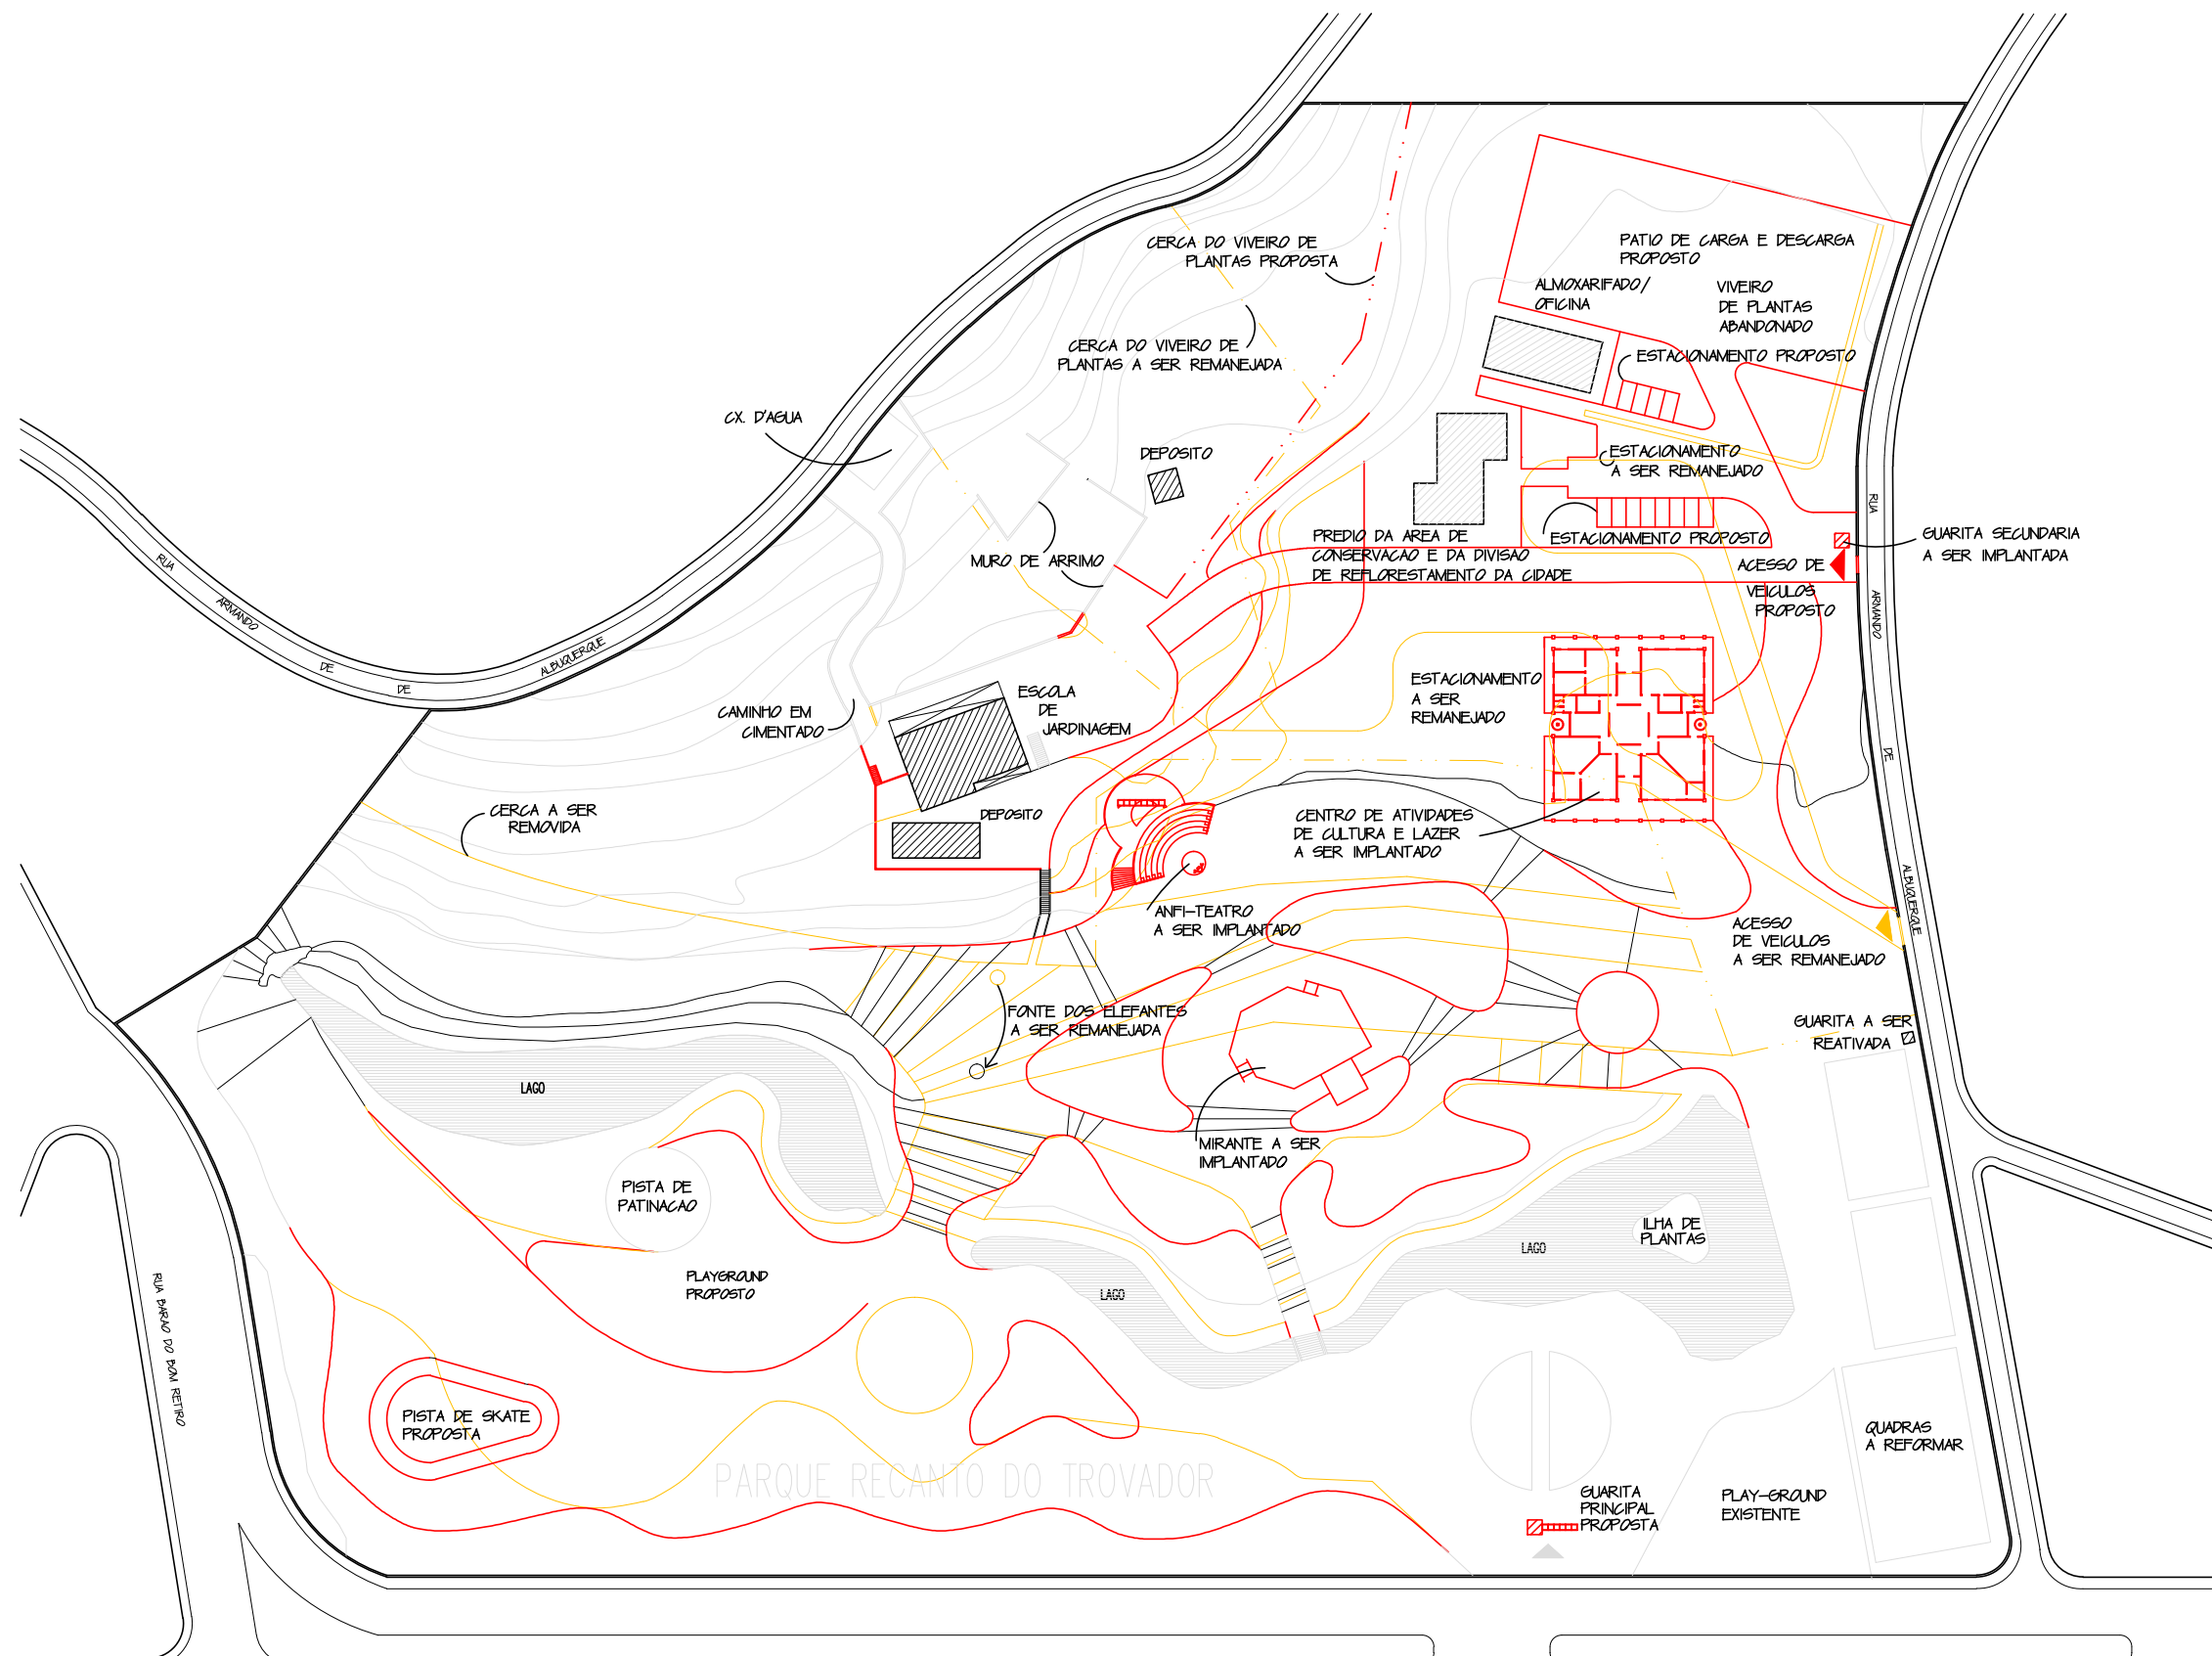 CERCA DO VIVEIRO DE
PLANTAS PROPOSTA
PATIO DE CARGA E DESCARGA
PROPOSTO
ALMOXARIFADO/
OFICINA
VIVEIRO
DE PLANTAS
ABANDONADO
CERCA DO VIVEIRO DE
PLANTAS A SER REMANEJADA
ESTACIONAMENTO PROPOSTO
CX. D'AGUA
DEPOSITO
ESTACIONAMENTO
A SER REMANEJADO
MURO DE ARRIMO
PREDIO DA AREA DE
CONSERVACAO E DA DIVISAO
DE REFLORESTAMENTO DA CIDADE
ESTACIONAMENTO PROPOSTO
GUARITA SECUNDARIA
A SER IMPLANTADA
ACESSO DE
VEICULOS
PROPOSTO
RUA
ARMANDO
DE
ALBUQUERQUE
RUA
ARMANDO
DE
DE
ALBUQUERQUE
ESTACIONAMENTO
A SER
REMANEJADO
ESCOLA
DE
JARDINAGEM
CAMINHO EM
CIMENTADO
CERCA A SER
REMOVIDA
DEPOSITO
CENTRO DE ATIVIDADES
DE CULTURA E LAZER
A SER IMPLANTADO
ANFI-TEATRO
A SER IMPLANTADO
ACESSO
DE VEICULOS
A SER REMANEJADO
FONTE DOS ELEFANTES
A SER REMANEJADA
GUARITA A SER
REATIVADA
LAGO
MIRANTE A SER
IMPLANTADO
PISTA DE
PATINACAO
ILHA DE
PLANTAS
LAGO
PLAYGROUND
PROPOSTO
LAGO
RUA BARAO DO BOM RETIRO
PISTA DE SKATE
PROPOSTA
QUADRAS
A REFORMAR
PARQUE RECANTO DO TROVADOR
GUARITA
PRINCIPAL
PROPOSTA
PLAY-GROUND
EXISTENTE